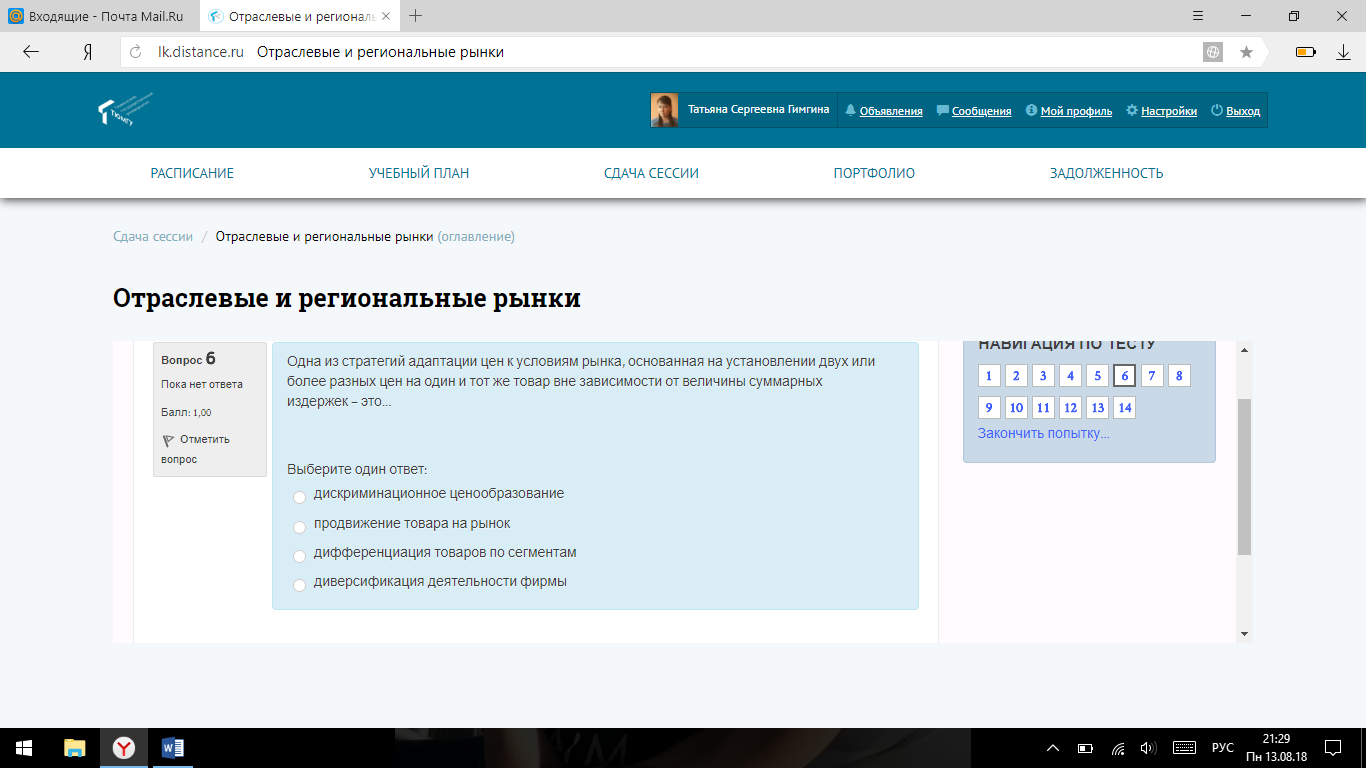 Входящие - Почта Mail.Ru
Отраслевые и региональ
lk.distance.ru Отраслевые и региональные рынки
ТюмГУ
Татьяна Сергеевна Гимгина
Объявления
Сообщения
Мой профиль
Настройки
Выход
РАСПИСАНИЕ
УЧЕБНЫЙ ПЛАН
СДАЧА СЕССИИ
ПОРТФОЛИО
ЗАДОЛЖЕННОСТЬ
Сдача сессии / Отраслевые и региональные рынки (оглавление)
Отраслевые и региональные рынки
Вопрос 6
Пока нет ответа
Балл: 1,00
Отметить
вопрос
Одна из стратегий адаптации цен к условиям рынка, основанная на установлении двух или
более разных цен на один и тот же товар вне зависимости от величины суммарных
издержек – это...
Выберите один ответ:
дискриминационное ценообразование
продвижение товара на рынок
дифференциация товаров по сегментам
диверсификация деятельности фирмы
НАВИГАЦИЯ ПО ТЕСТУ
1 2 3 4 5 6 7 8
9 10 11 12 13 14
Закончить попытку...
РУС
21:29
Пн 13.08.18